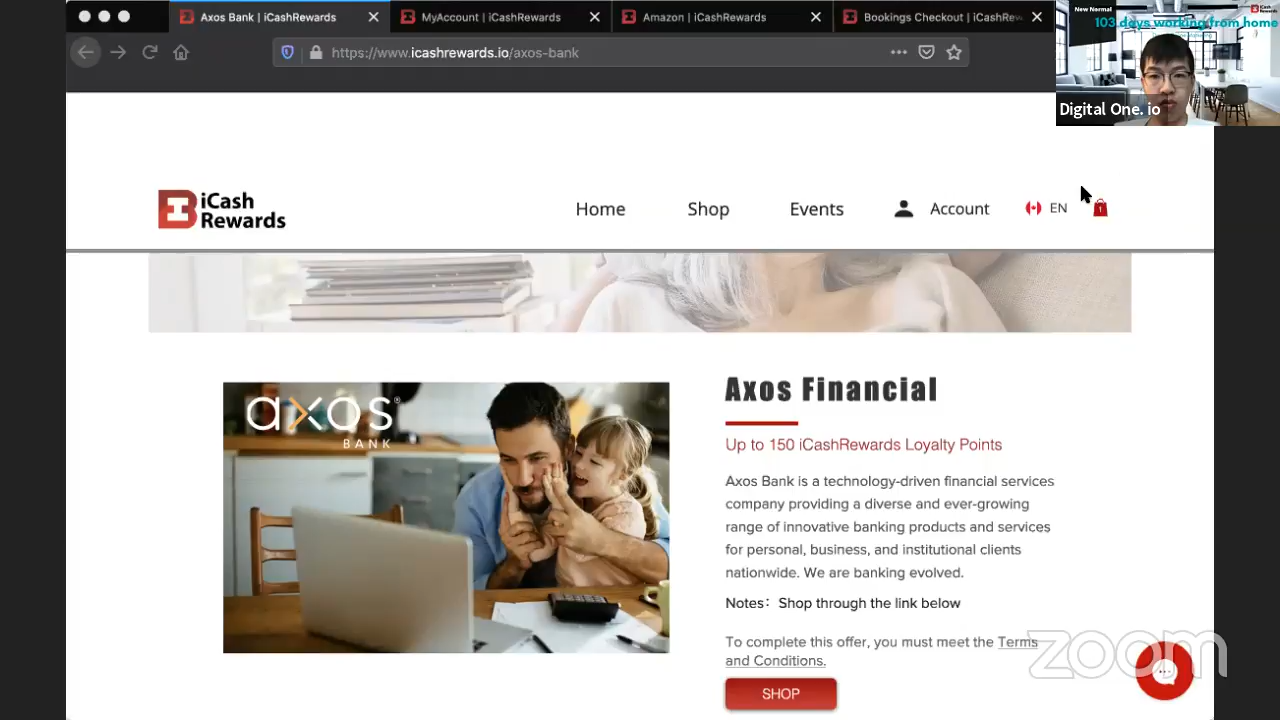 Axos Bank | iCashRewards
MyAccount | iCashRewards
Amazon | iCashRewards
Bookings Checkout | iCashRew
New Normal
103 days working from home
https://www.icashrewards.io/axos-bank
Digital One. io
iCash
Rewards
Home
Shop
Events
Account
EN
1
axos®
BANK
Axos Financial
Up to 150 iCashRewards Loyalty Points
Axos Bank is a technology-driven financial services
company providing a diverse and ever-growing
range of innovative banking products and services
for personal, business, and institutional clients
nationwide. We are banking evolved.
Notes： Shop through the link below
To complete this offer, you must meet the Terms
and Conditions.
SHOP
zoom